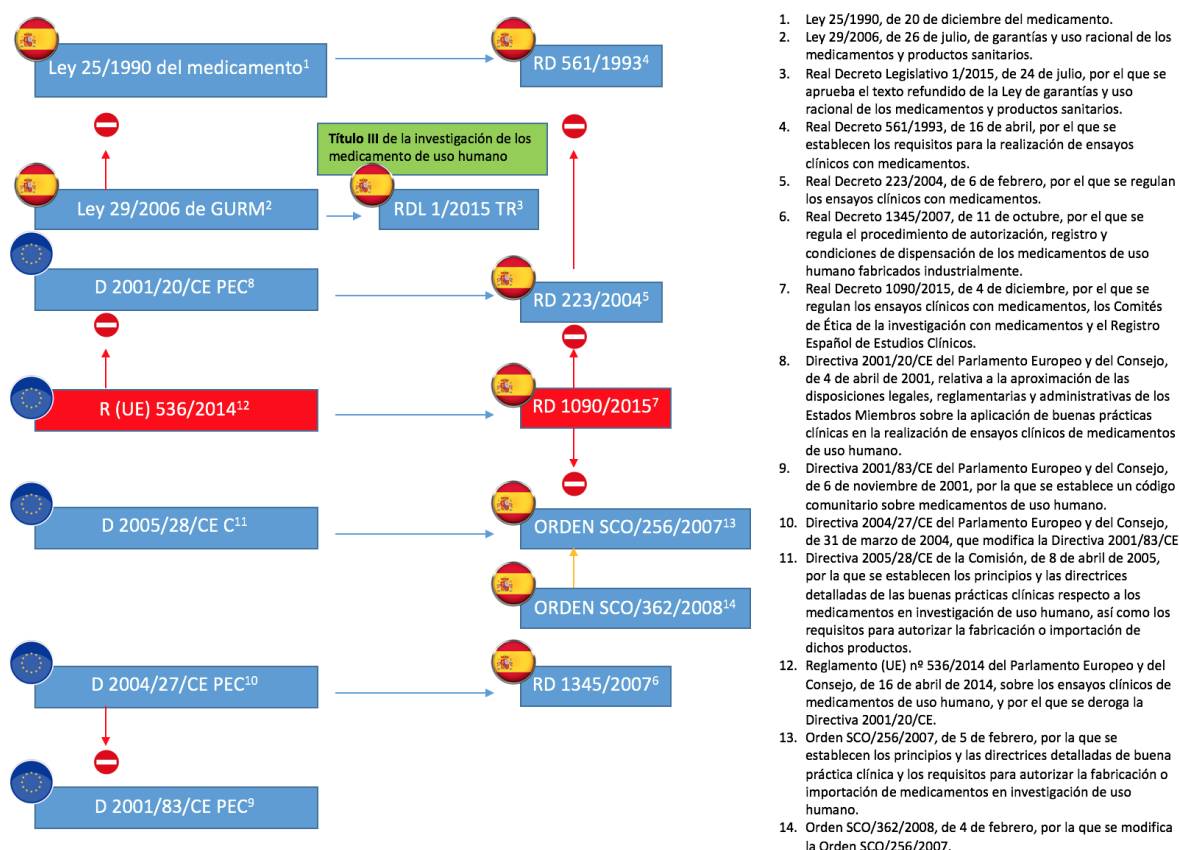 Ley 25/1990 del medicamento1
RD 561/19934
Título III de la investigación de los
medicamento de uso humano
Ley 29/2006 de GURM2
RDL 1/2015 TR3
D 2001/20/CE PEC8
RD 223/20045
R (UE) 536/201412
RD 1090/20157
D 2005/28/CE C11
ORDEN SCO/256/200713
ORDEN SCO/362/200814
D 2004/27/CE PEC10
RD 1345/20076
D 2001/83/CE PEC9
1. Ley 25/1990, de 20 de diciembre del medicamento.
2. Ley 29/2006, de 26 de julio, de garantías y uso racional de los
medicamentos y productos sanitarios.
3. Real Decreto Legislativo 1/2015, de 24 de julio, por el que se
aprueba el texto refundido de la Ley de garantías y uso
racional de los medicamentos y productos sanitarios.
4. Real Decreto 561/1993, de 16 de abril, por el que se
establecen los requisitos para la realización de ensayos
clínicos con medicamentos.
5. Real Decreto 223/2004, de 6 de febrero, por el que se regulan
los ensayos clínicos con medicamentos.
6. Real Decreto 1345/2007, de 11 de octubre, por el que se
regula el procedimiento de autorización, registro y
condiciones de dispensación de los medicamentos de uso
humano fabricados industrialmente.
7. Real Decreto 1090/2015, de 4 de diciembre, por el que se
regulan los ensayos clínicos con medicamentos, los Comités
de Ética de la investigación con medicamentos y el Registro
Español de Estudios Clínicos.
8. Directiva 2001/20/CE del Parlamento Europeo y del Consejo,
de 4 de abril de 2001, relativa a la aproximación de las
disposiciones legales, reglamentarias y administrativas de los
Estados Miembros sobre la aplicación de buenas prácticas
clínicas en la realización de ensayos clínicos de medicamentos
de uso humano.
9. Directiva 2001/83/CE del Parlamento Europeo y del Consejo,
de 6 de noviembre de 2001, por la que se establece un código
comunitario sobre medicamentos de uso humano.
10. Directiva 2004/27/CE del Parlamento Europeo y del Consejo,
de 31 de marzo de 2004, que modifica la Directiva 2001/83/CE
11. Directiva 2005/28/CE de la Comisión, de 8 de abril de 2005,
por la que se establecen los principios y las directrices
detalladas de las buenas prácticas clínicas respecto a los
medicamentos en investigación de uso humano, así como los
requisitos para autorizar la fabricación o importación de
dichos productos.
12. Reglamento (UE) nº 536/2014 del Parlamento Europeo y del
Consejo, de 16 de abril de 2014, sobre los ensayos clínicos de
medicamentos de uso humano, y por el que se deroga la
Directiva 2001/20/CE.
13. Orden SCO/256/2007, de 5 de febrero, por la que se
establecen los principios y las directrices detalladas de buena
práctica clínica y los requisitos para autorizar la fabricación o
importación de medicamentos en investigación de uso
humano.
14. Orden SCO/362/2008, de 4 de febrero, por la que se modifica
la Orden SCO/256/2007.